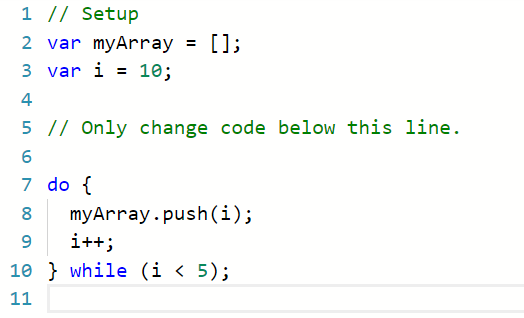 1 // Setup
2 var myArray = [];
3 var i = 10;
4
5 // Only change code below this line.
6
7 do {
8   myArray.push(i);
9   i++;
10 } while (i < 5);
11